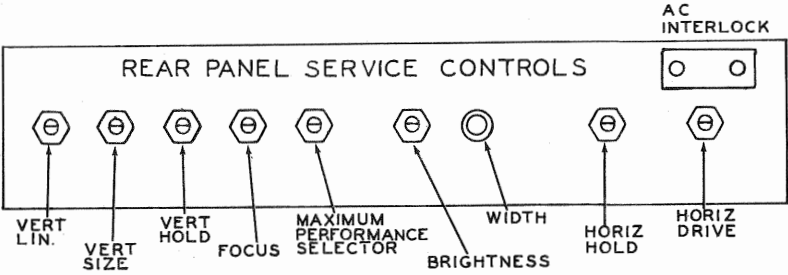 AC
INTERLOCK
REAR PANEL SERVICE CONTROLS
VERT
LIN.
VERT
SIZE
VERT
HOLD
FOCUS
MAXIMUM
PERFORMANCE
SELECTOR
BRIGHTNESS
WIDTH
HORIZ
HOLD
HORIZ
DRIVE